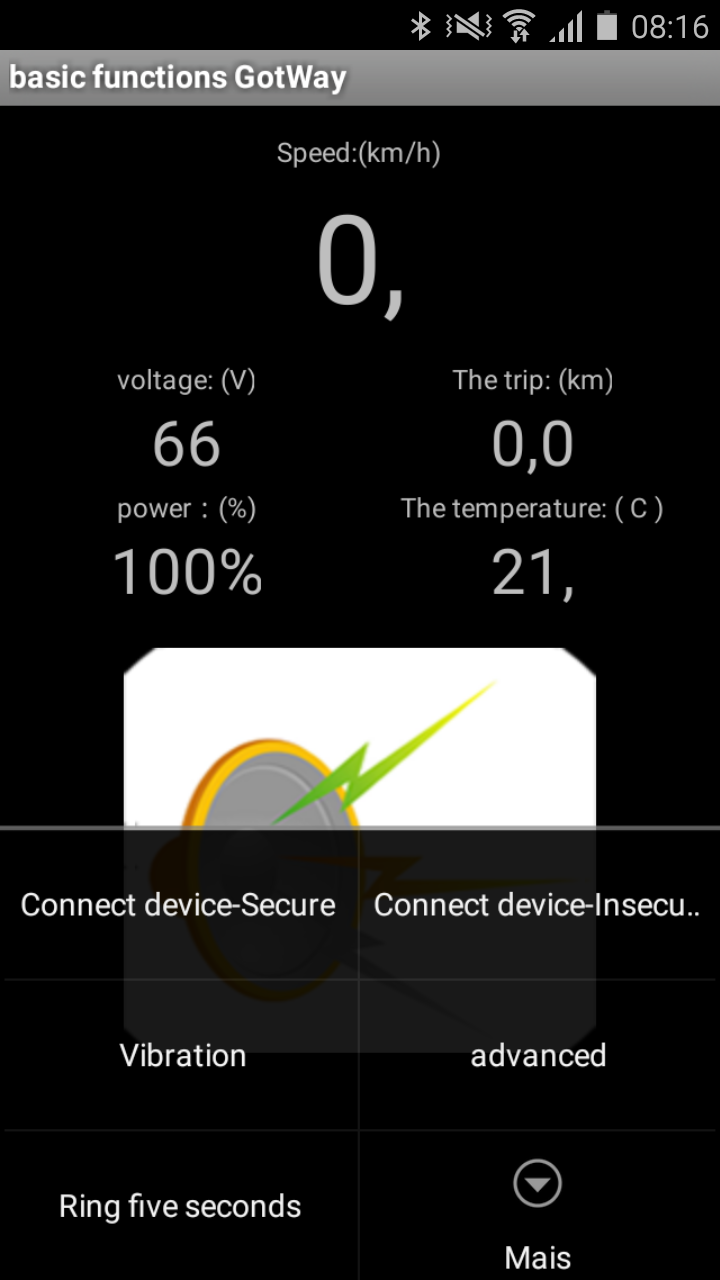 08:16
basic functions GotWay
Speed:(km/h)
0,
voltage: (V) The trip: (km)
66 0,0
power : (%) The temperature: ( C )
100% 21,
Connect device-Secure Connect device-Insecu..
Vibration advanced
Ring five seconds
Mais